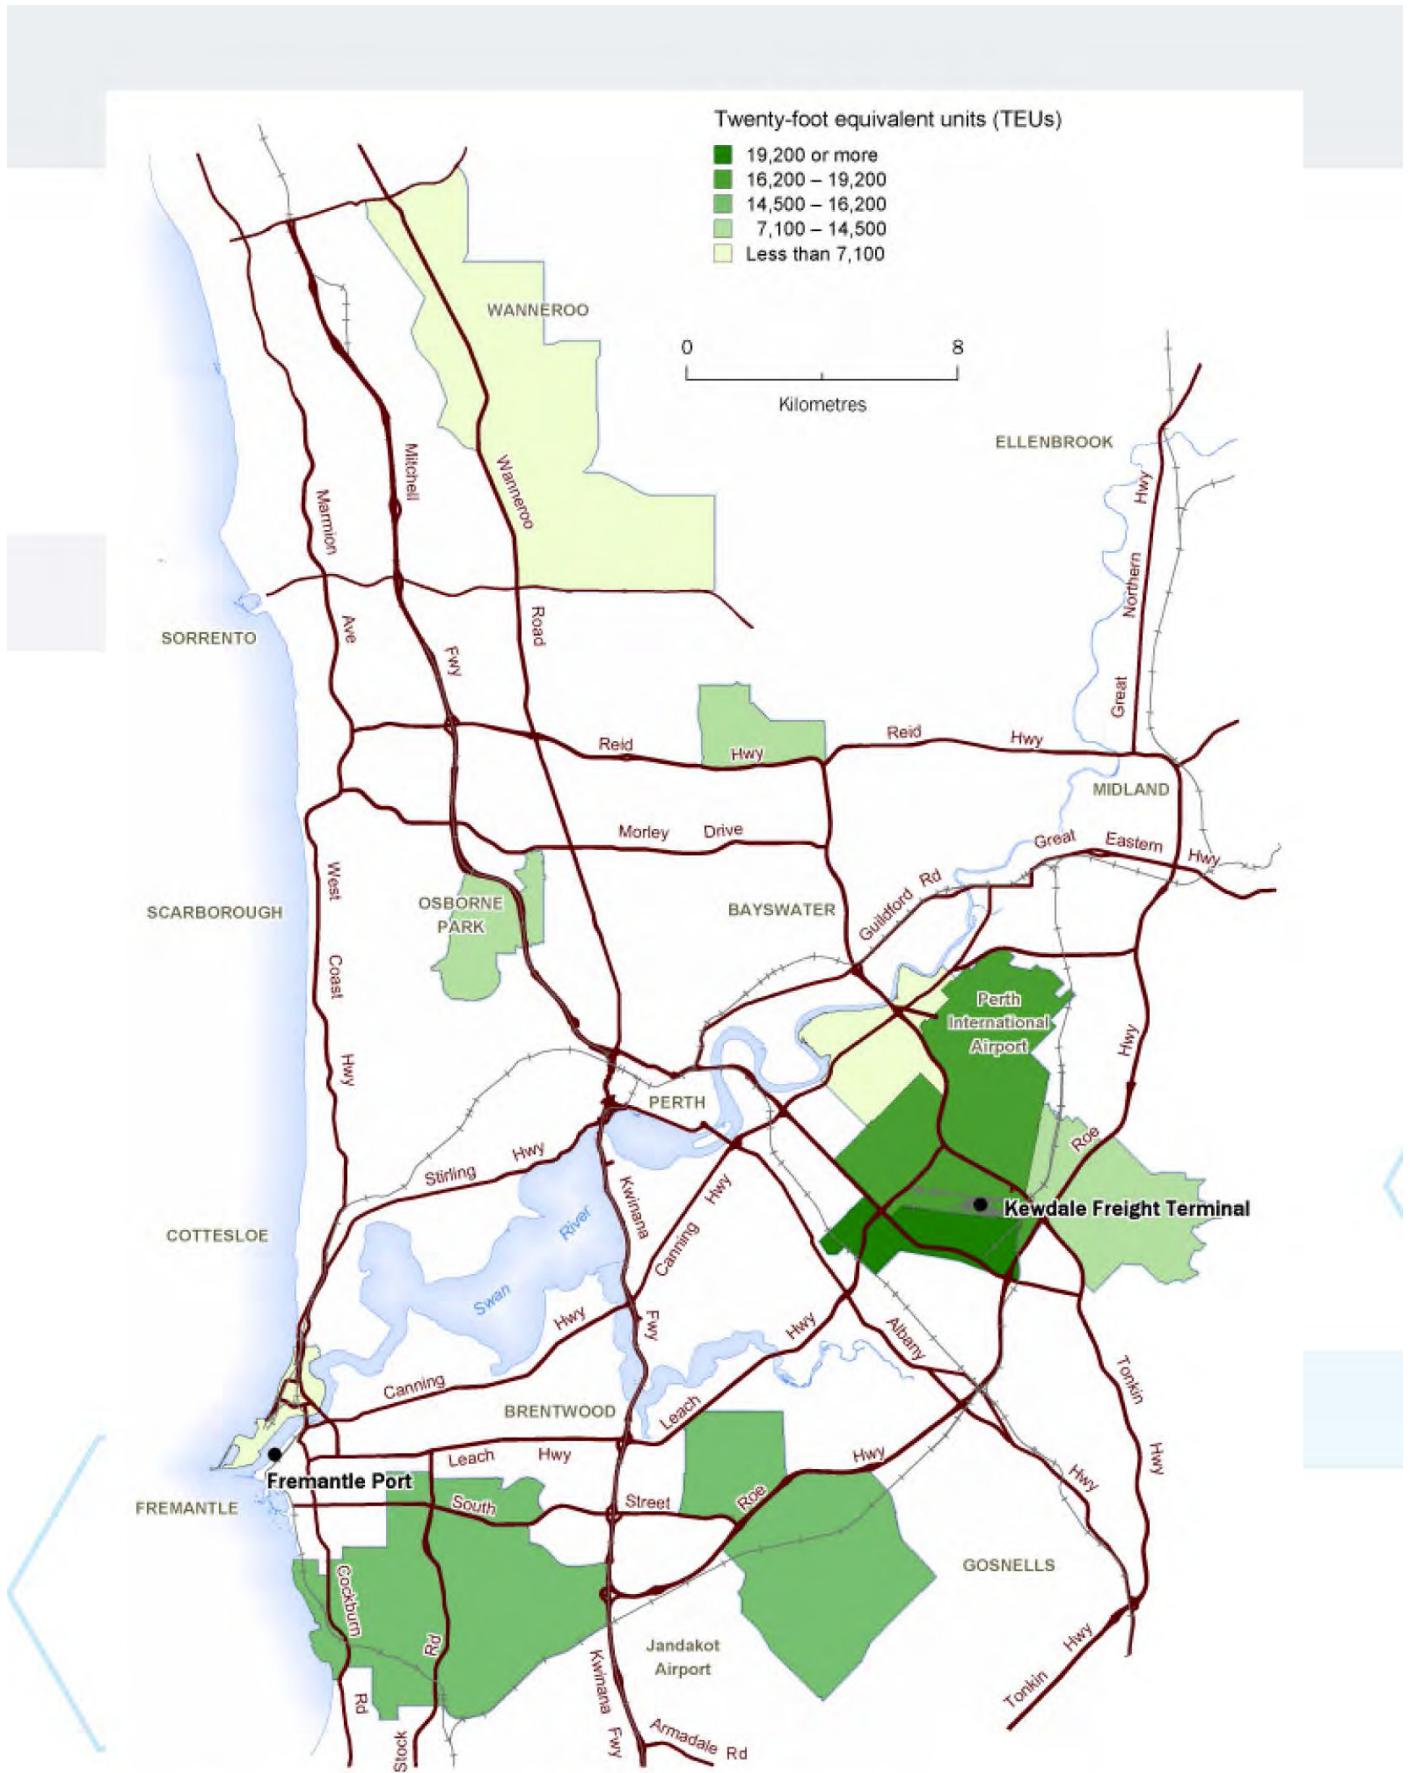 Twenty-foot equivalent units (TEUs)
19,200 or more
16,200 – 19,200
14,500 – 16,200
7,100 – 14,500
Less than 7,100
WANNEROO
0 8
Kilometres
ELLENBROOK
Mitchell
Wanneroo
Hwy
Marmion
Northern
Ave
Road
SORRENTO
Fwy
Great
Reid
Hwy
Reid
Hwy
MIDLAND
Morley Drive
Great
Eastern
Hwy
West
OSBORNE
PARK
SCARBOROUGH
BAYSWATER
Guildford Rd
Coast
Perth
International
Airport
Hwy
Hwy
PERTH
Roe
Stirling
Hwy
Kwinana
Hwy
Kewdale Freight Terminal
River
COTTESLOE
Canning
Swan
Hwy
Fwy
Hwy
Albany
Canning
Tonkin
BRENTWOOD
Leach
Leach
Hwy
Hwy
Hwy
Fremantle Port
Hwy
FREMANTLE
South
Street
Roe
GOSNELLS
Cockburn
Rd
Jandakot
Airport
Hwy
Kwinana
Tonkin
Rd
Stock
Fwy
Armadale Rd